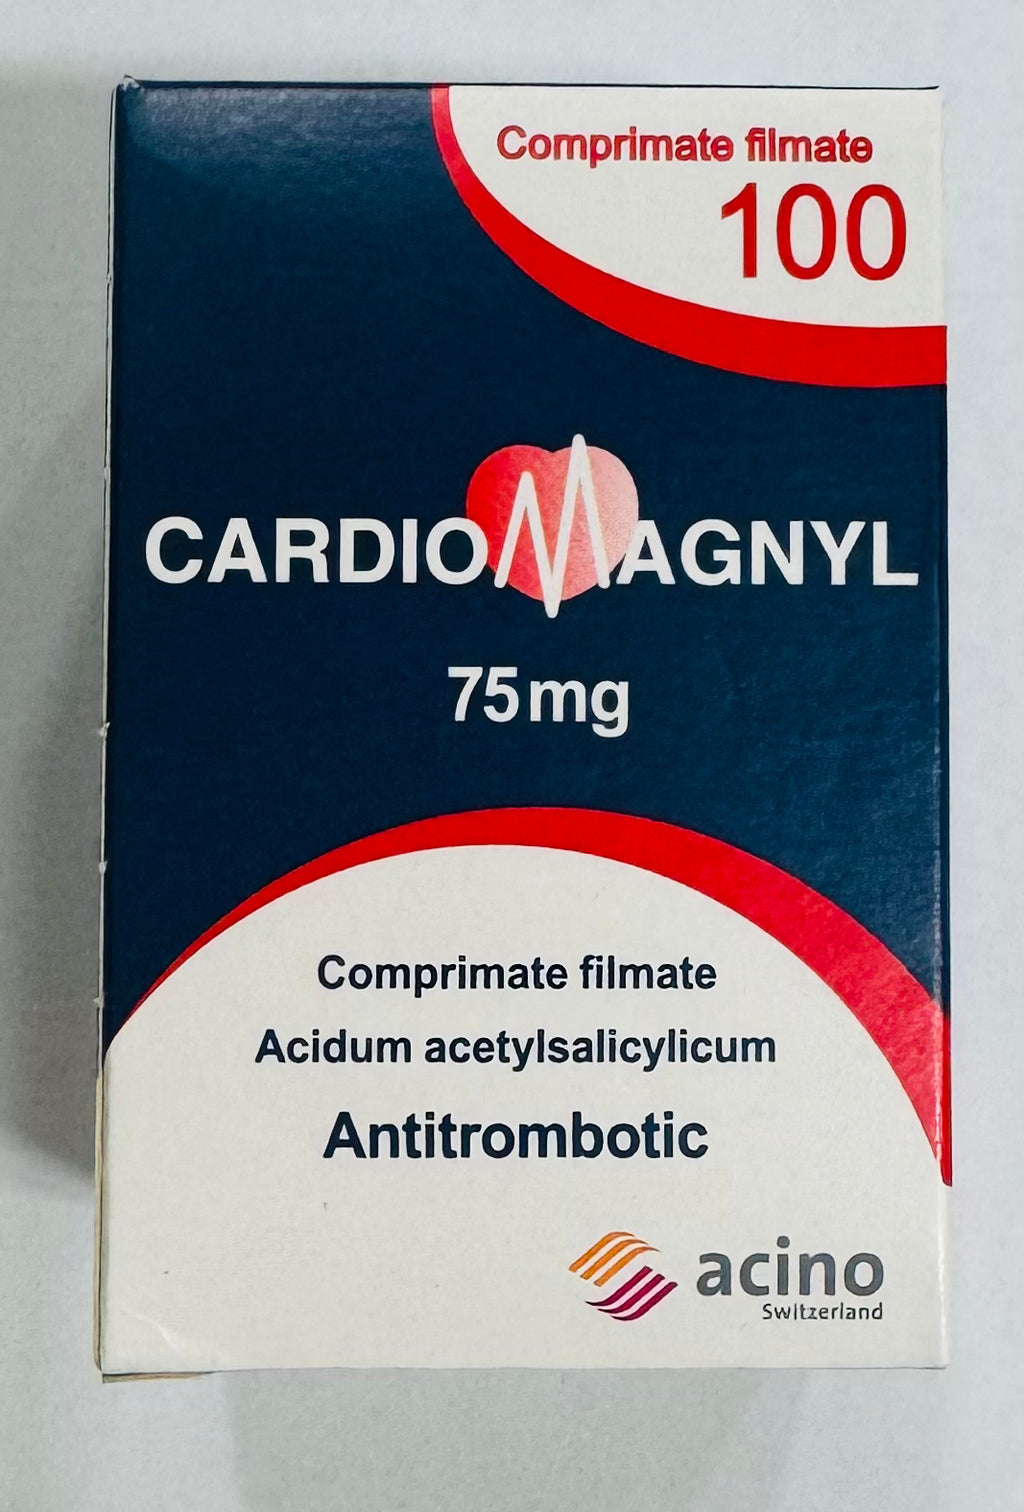 Comprimate filmate
100
CARDIOMAGNYL
75mg
Comprimate filmate
Acidum acetylsalicylicum
Antitrombotic
acino
Switzerland